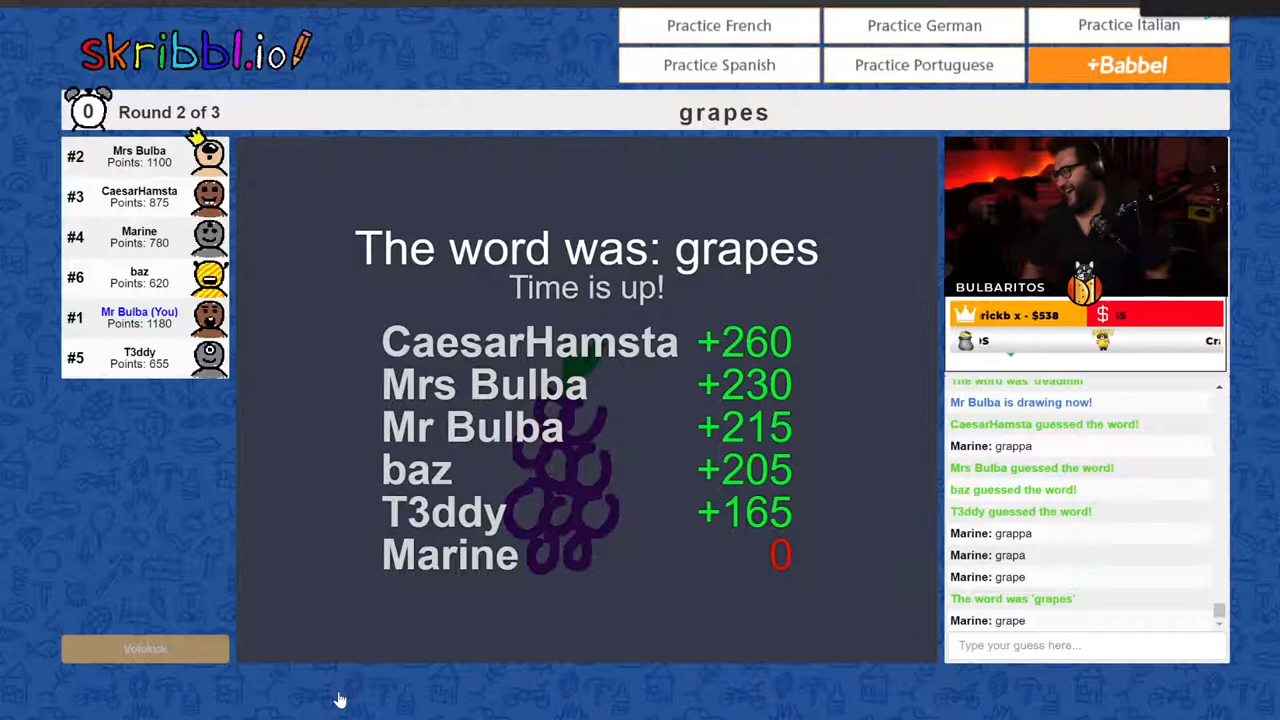 skribbl.io
Practice French
Practice German
Practice Italian
Practice Spanish
Practice Portuguese
+Babbel
0
Round 2 of 3
grapes
#2
Mrs Bulba
Points: 1100
#3
CaesarHamsta
Points: 875
#4
Marine
Points: 780
#6
baz
Points: 620
#1
Mr Bulba (You)
Points: 1180
#5
T3ddy
Points: 655
Votekick
The word was: grapes
Time is up!
CaesarHamsta +260
Mrs Bulba +230
Mr Bulba +215
baz +205
T3ddy +165
Marine 0
BULBARITOS
rickb x - $538
$
The word was 'treadmill'
Mr Bulba is drawing now!
CaesarHamsta guessed the word!
Marine: grappa
Mrs Bulba guessed the word!
baz guessed the word!
T3ddy guessed the word!
Marine: grappa
Marine: grapa
Marine: grape
The word was 'grapes'
Marine: grape
Type your guess here...